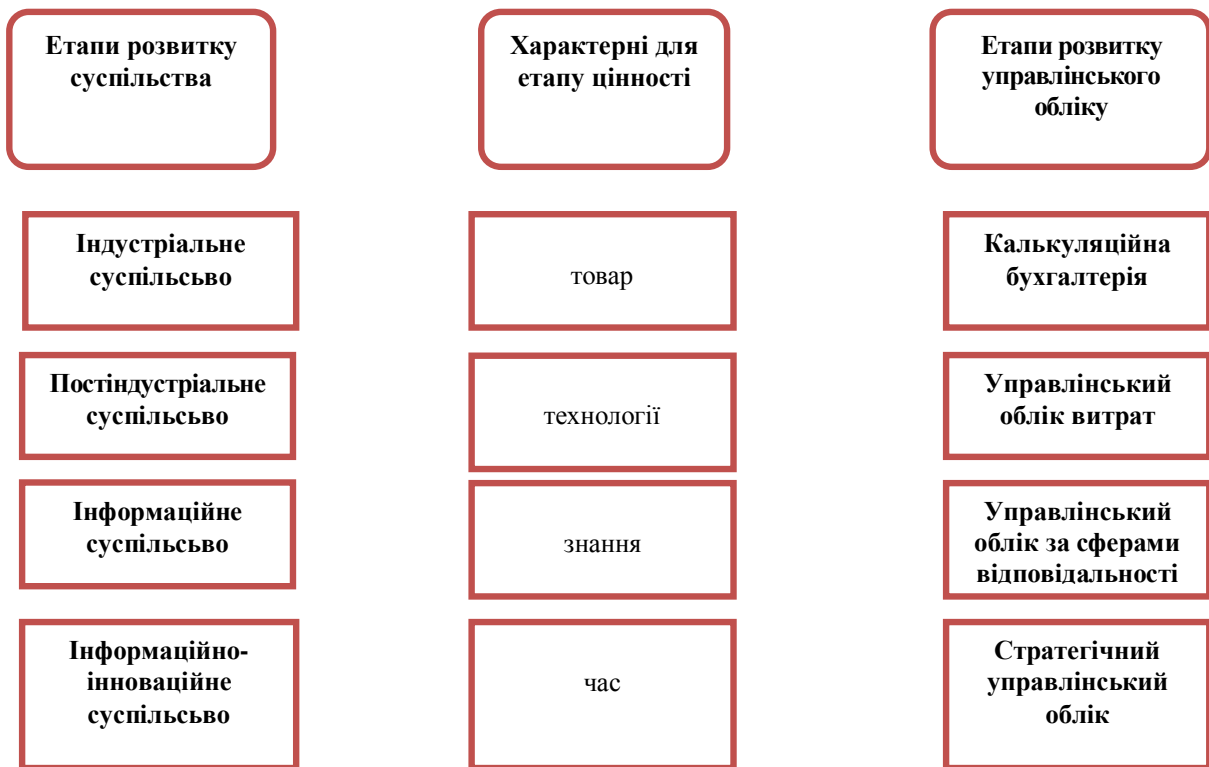 Етапи розвитку
суспільства
Характерні для
етапу цінності
Етапи розвитку
управлінського
обліку
Індустріальне
суспільсьво
товар
Калькуляційна
бухгалтерія
Постіндустріальне
суспільсьво
технології
Управлінський
облік витрат
Інформаційне
суспільсьво
знання
Управлінський
облік за сферами
відповідальності
Інформаційно-
інноваційне
суспільсьво
час
Стратегічний
управлінський
облік